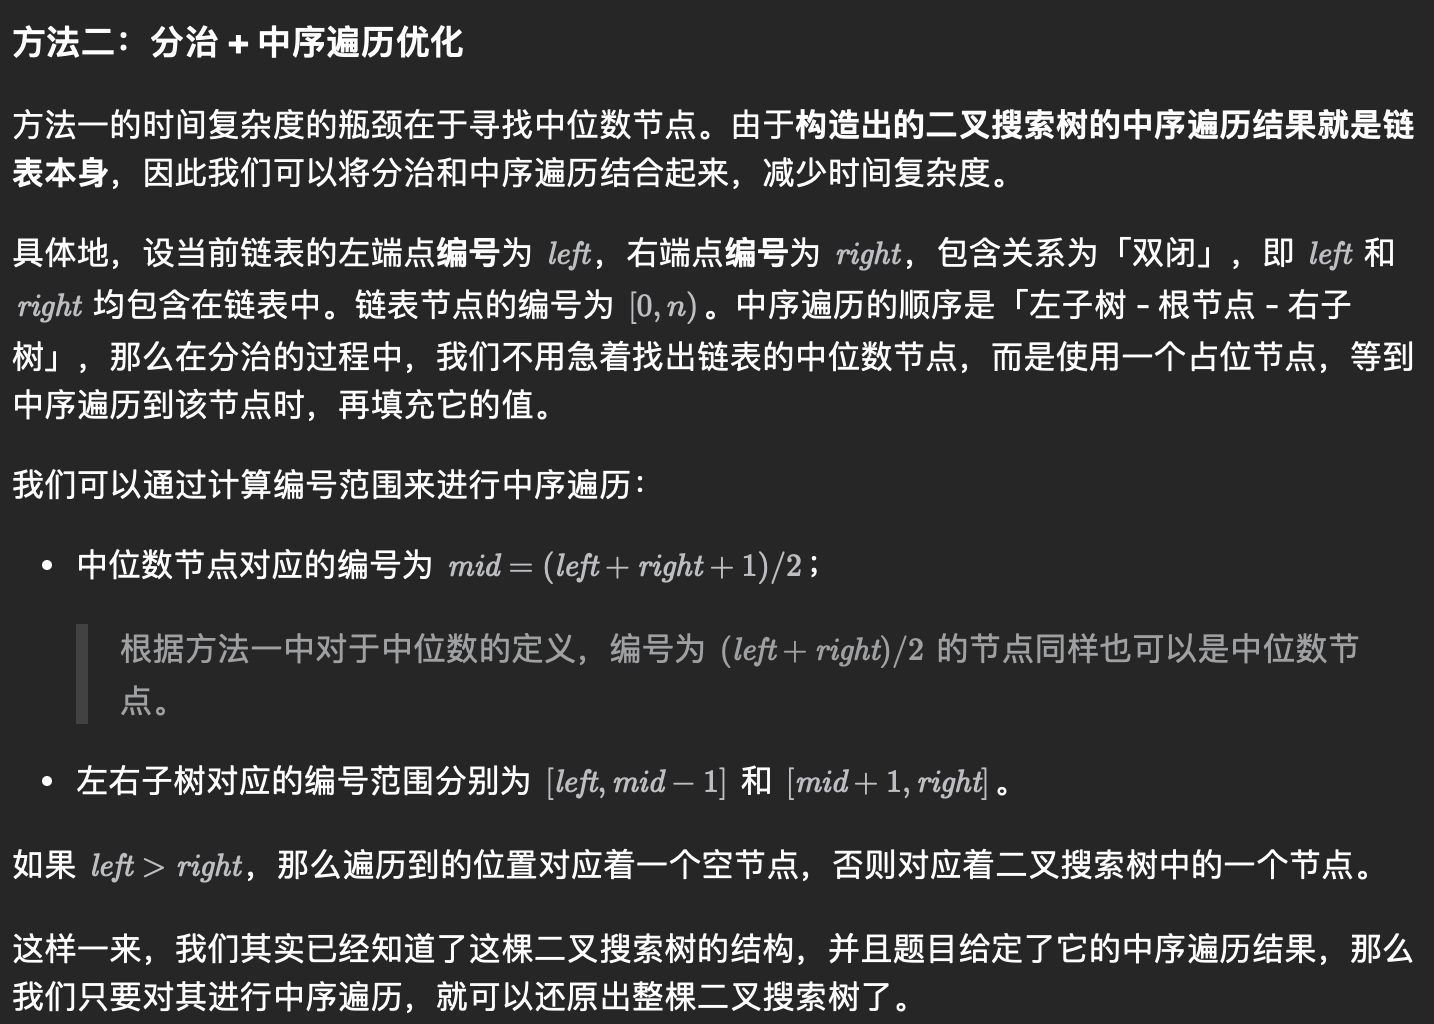 方法二：分治 + 中序遍历优化
方法一的时间复杂度的瓶颈在于寻找中位数节点。由于构造出的二叉搜索树的中序遍历结果就是链
表本身，因此我们可以将分治和中序遍历结合起来，减少时间复杂度。
具体地，设当前链表的左端点编号为 left，右端点编号为 right，包含关系为「双闭」，即 left 和
right 均包含在链表中。链表节点的编号为 [0, n)。中序遍历的顺序是「左子树 - 根节点 - 右子
树」，那么在分治的过程中，我们不用急着找出链表的中位数节点，而是使用一个占位节点，等到
中序遍历到该节点时，再填充它的值。
我们可以通过计算编号范围来进行中序遍历：
• 中位数节点对应的编号为 mid = (left + right + 1)/2；
根据方法一中对于中位数的定义，编号为 (left + right)/2 的节点同样也可以是中位数节
点。
• 左右子树对应的编号范围分别为 [left, mid − 1] 和 [mid + 1, right]。
如果 left > right，那么遍历到的位置对应着一个空节点，否则对应着二叉搜索树中的一个节点。
这样一来，我们其实已经知道了这棵二叉搜索树的结构，并且题目给定了它的中序遍历结果，那么
我们只要对其进行中序遍历，就可以还原出整棵二叉搜索树了。